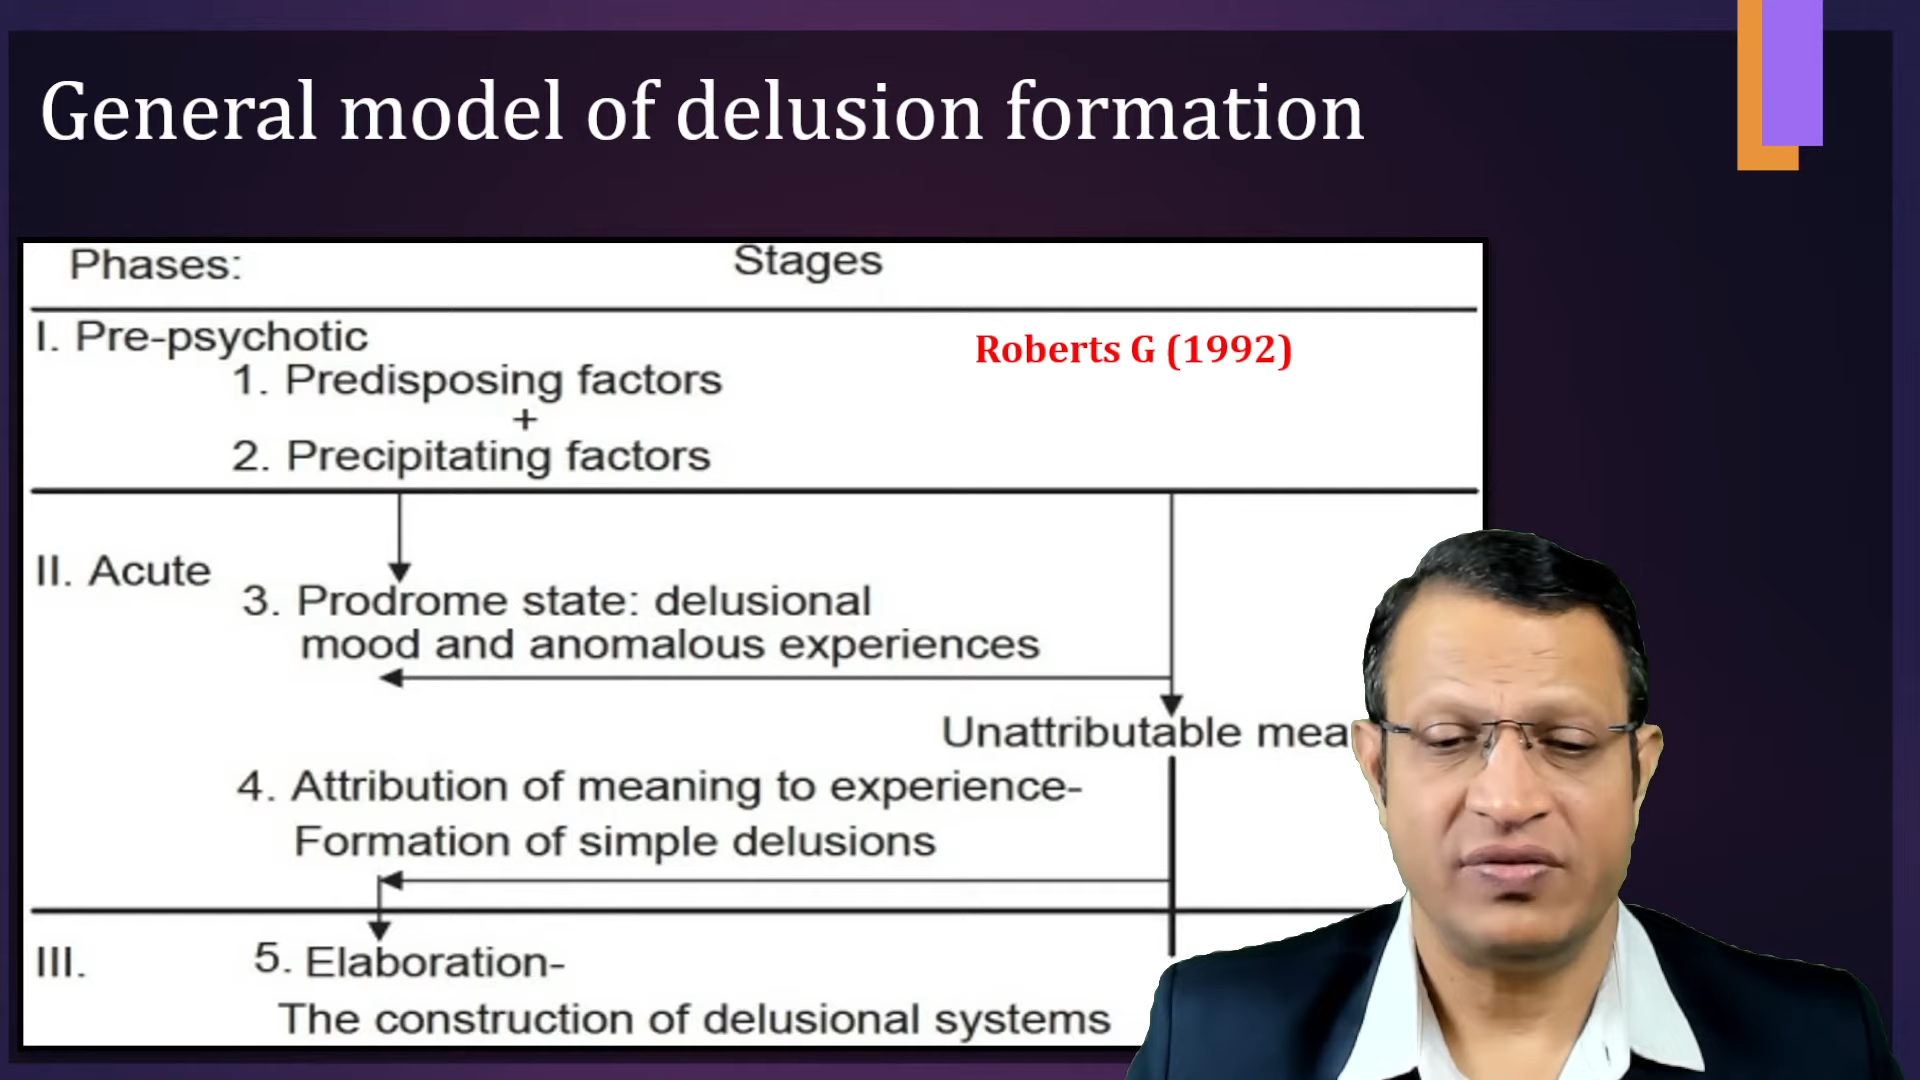 General model of delusion formation
Phases:
Stages
I. Pre-psychotic
Roberts G (1992)
1. Predisposing factors
+
2. Precipitating factors
II. Acute
3. Prodrome state: delusional
mood and anomalous experiences
Unattributable
4. Attribution of meaning to experience-
Formation of simple delusions
III.
5. Elaboration-
The construction of delusional systems